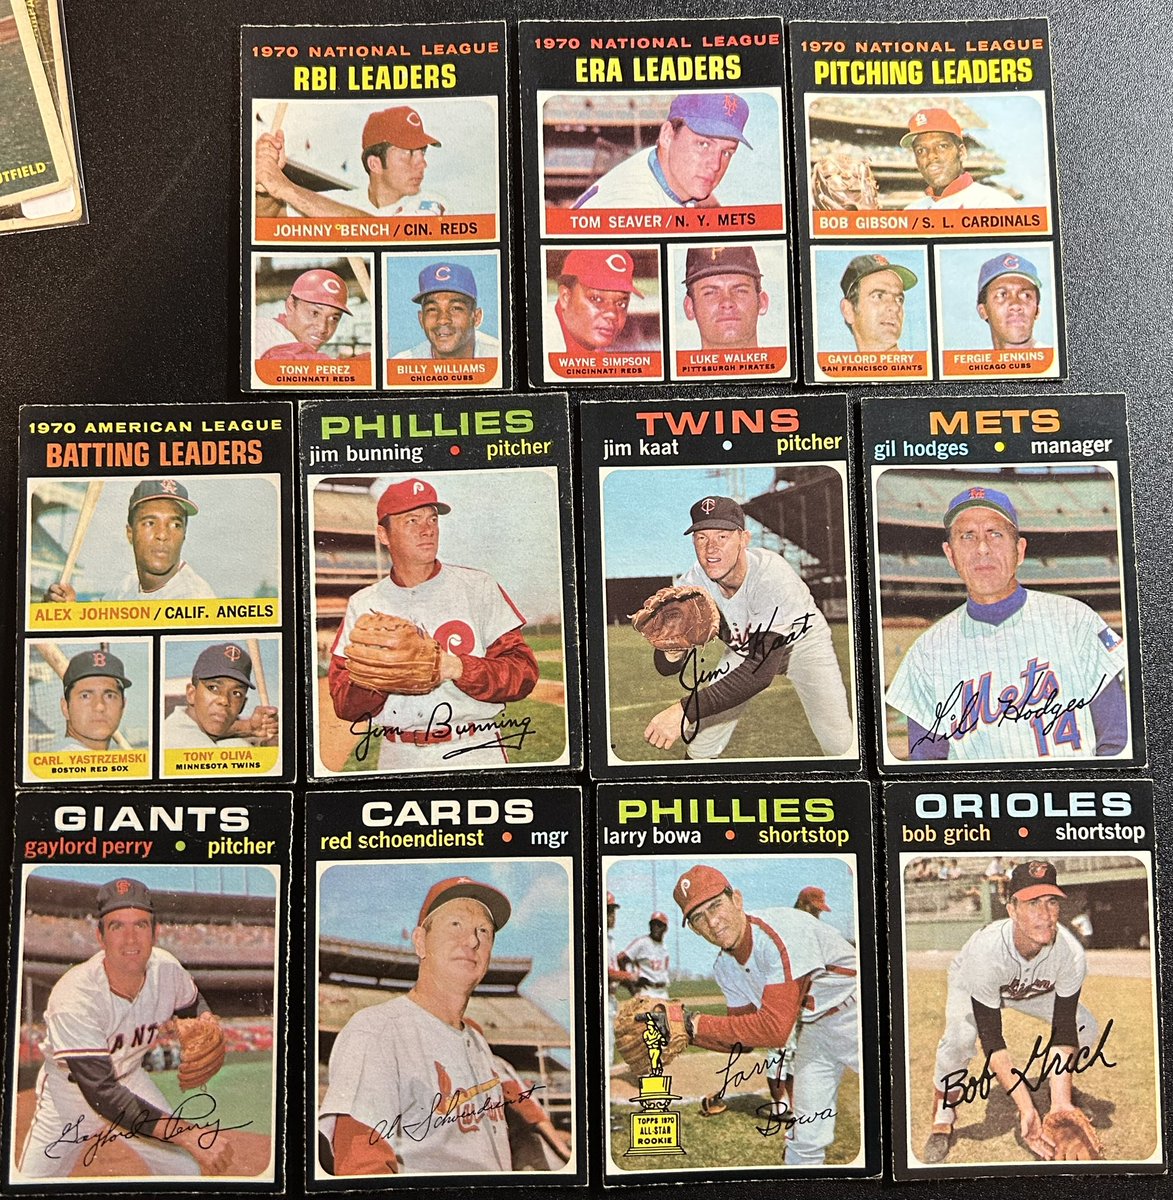 OUTFIELD
1970 NATIONAL LEAGUE
RBI LEADERS
JOHNNY BENCH / CIN. REDS
TONY PEREZ
CINCINNATI REDS
BILLY WILLIAMS
CHICAGO CUBS
1970 NATIONAL LEAGUE
ERA LEADERS
TOM SEAVER / N. Y. METS
WAYNE SIMPSON
CINCINNATI REDS
LUKE WALKER
PITTSBURGH PIRATES
1970 NATIONAL LEAGUE
PITCHING LEADERS
BOB GIBSON / S. L. CARDINALS
GAYLORD PERRY
SAN FRANCISCO GIANTS
FERGIE JENKINS
CHICAGO CUBS
1970 AMERICAN LEAGUE
BATTING LEADERS
ALEX JOHNSON / CALIF. ANGELS
CARL YASTRZEMSKI
BOSTON RED SOX
TONY OLIVA
MINNESOTA TWINS
PHILLIES
jim bunning • pitcher
Jim Bunning
TWINS
jim kaat • pitcher
Jim Kaat
METS
gil hodges • manager
Mets
14
Gil Hodges
GIANTS
gaylord perry • pitcher
ANT
Gaylord Perry
CARDS
red schoendienst • mgr
Al Schoendienst
PHILLIES
larry bowa • shortstop
Larry
Bowa
TOPPS 1970
ALL-STAR
ROOKIE
ORIOLES
bob grich • shortstop
Bob Grich